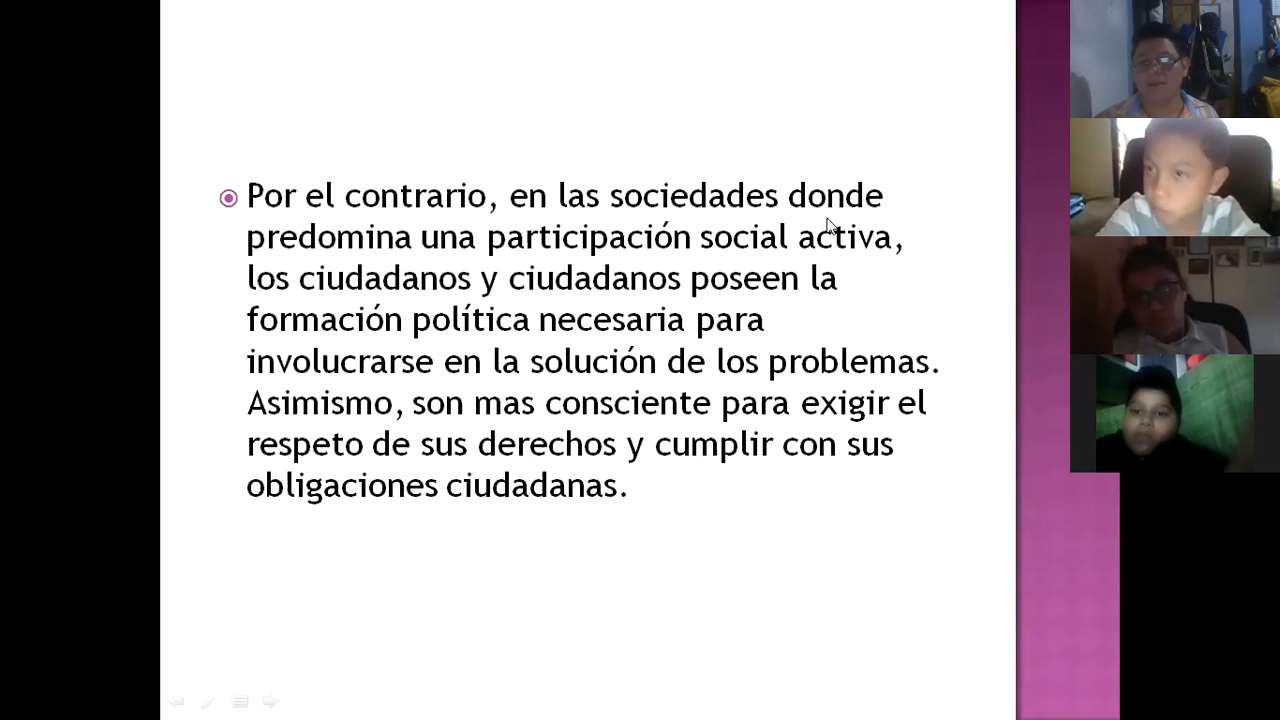 Por el contrario, en las sociedades donde
predomina una participación social activa,
los ciudadanos y ciudadanos poseen la
formación política necesaria para
involucrarse en la solución de los problemas.
Asimismo, son mas consciente para exigir el
respeto de sus derechos y cumplir con sus
obligaciones ciudadanas.